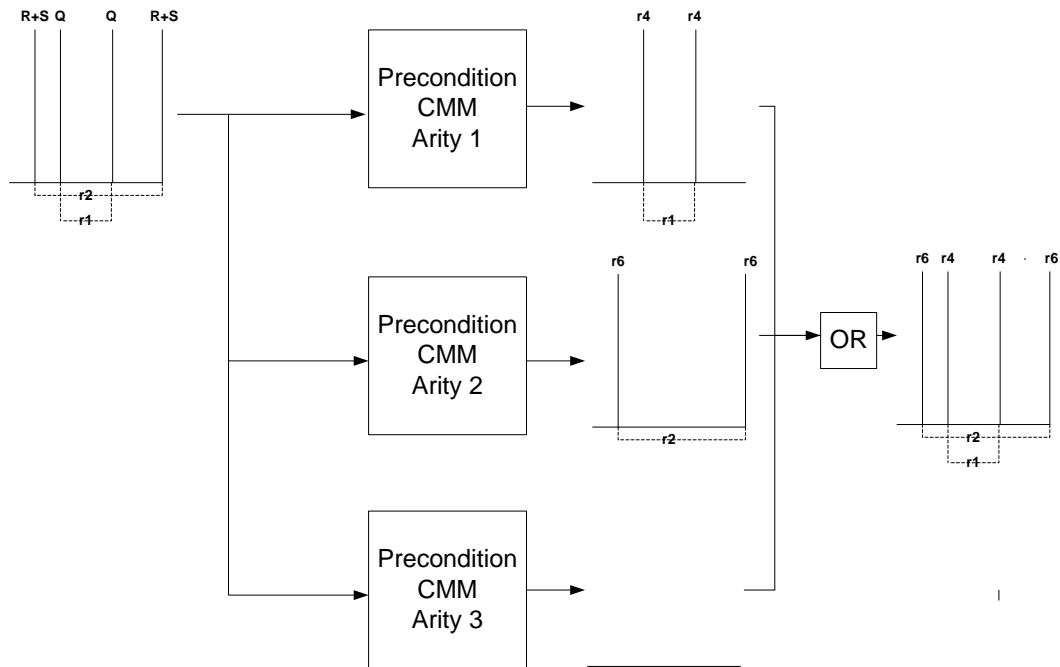 R+S Q Q R+S
r2
r1
Precondition
CMM
Arity 1
r4 r4
r1
Precondition
CMM
Arity 2
r6 r6
r2
OR
r6 r4 r4 r6
r2
r1
Precondition
CMM
Arity 3